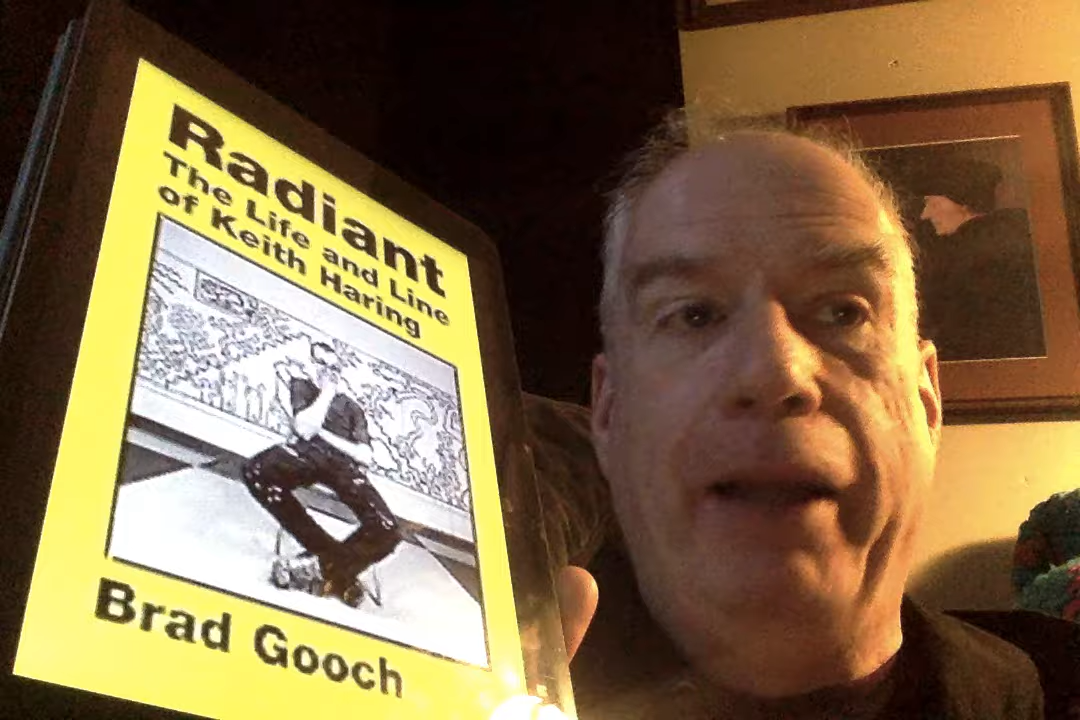 Radiant
The Life and Line
of Keith Haring
Brad Gooch